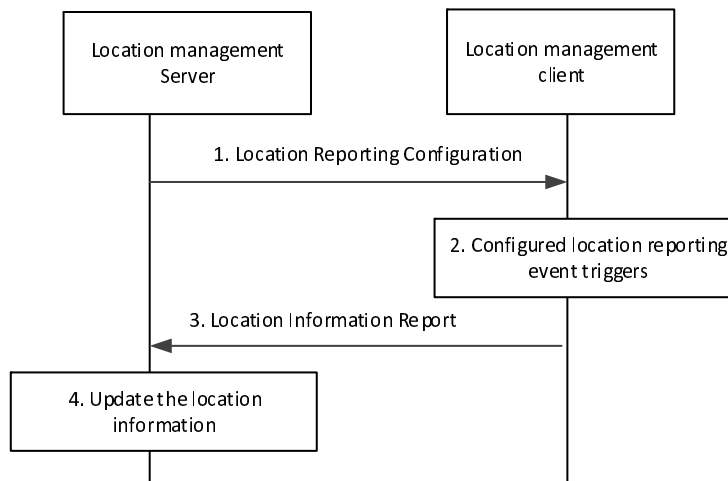 Location management
Server
Location management
client
1. Location Reporting Configuration
2. Configured location reporting
event triggers
3. Location Information Report
4. Update the location
information